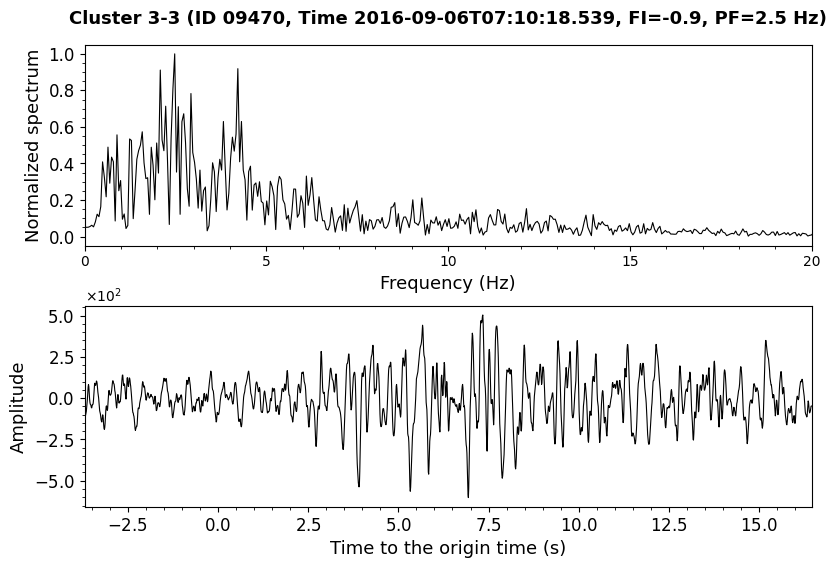 Cluster 3-3 (ID 09470, Time 2016-09-06T07:10:18.539, FI=-0.9, PF=2.5 Hz)
1.0
0.8
0.6
0.4
0.2
0.0
Normalized spectrum
0 5 10 15 20
Frequency (Hz)
×10²
5.0
2.5
0.0
−2.5
−5.0
Amplitude
−2.5 0.0 2.5 5.0 7.5 10.0 12.5 15.0
Time to the origin time (s)